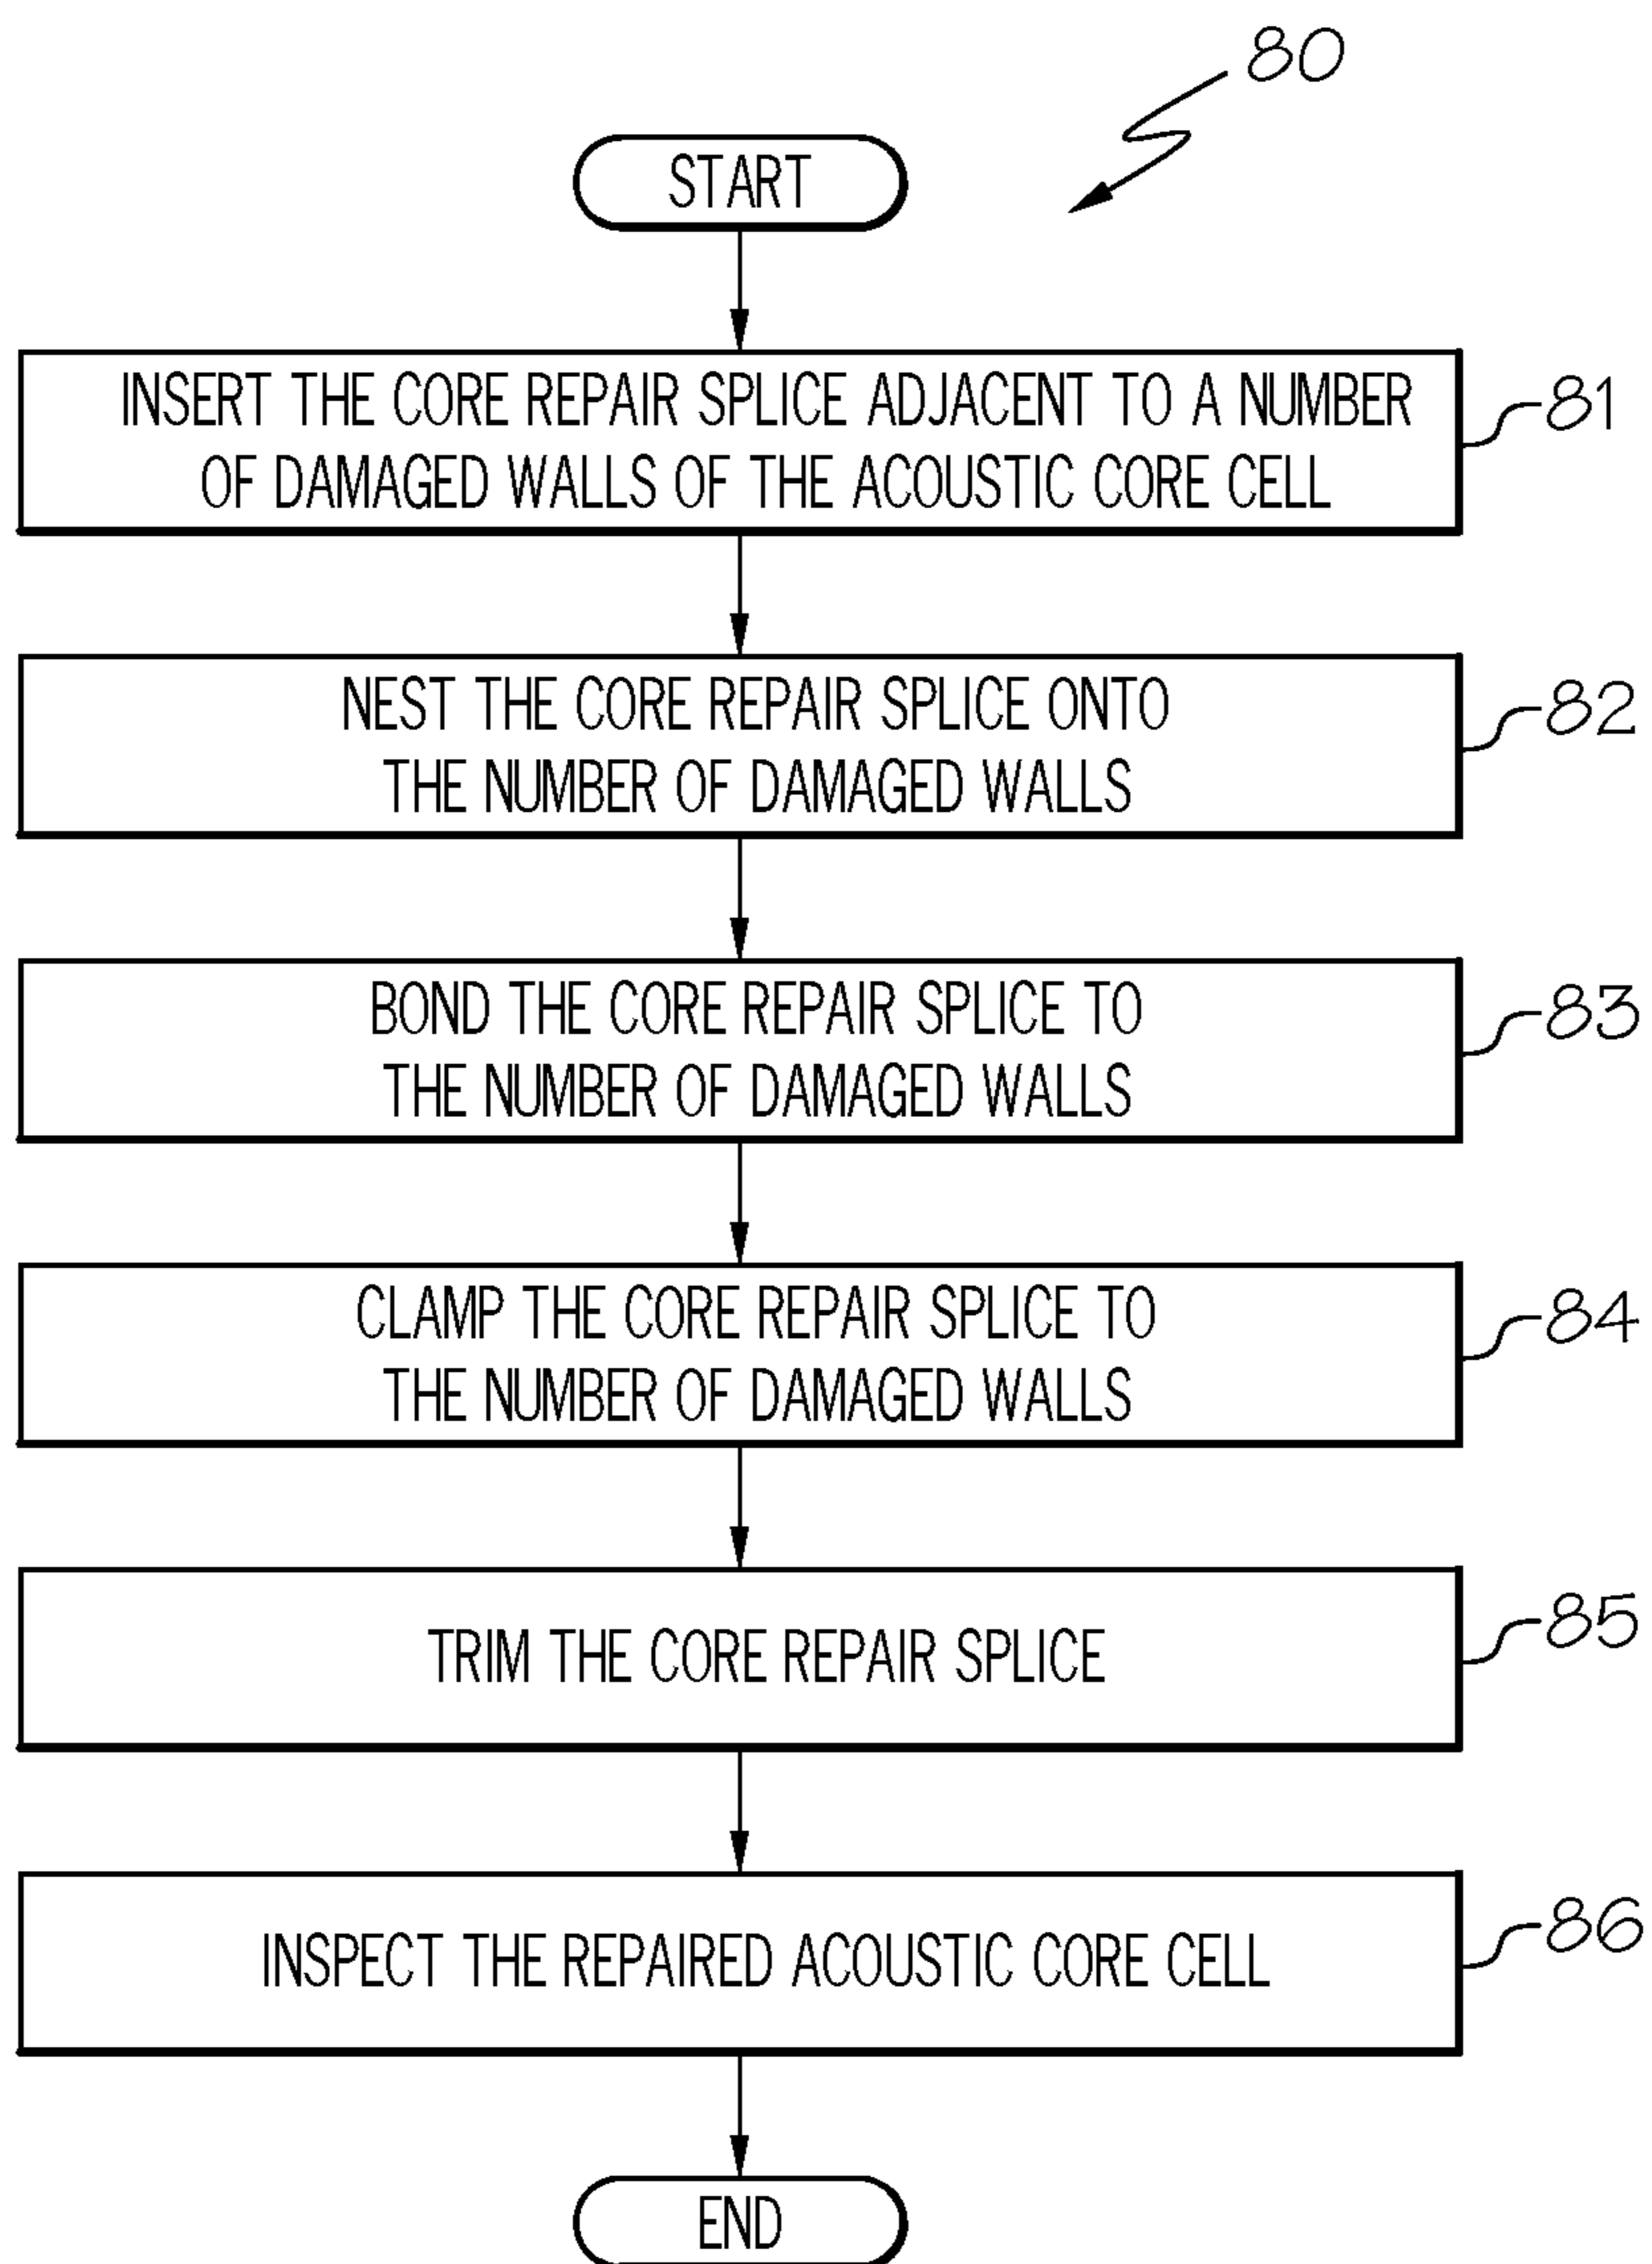 80
START
INSERT THE CORE REPAIR SPLICE ADJACENT TO A NUMBER
OF DAMAGED WALLS OF THE ACOUSTIC CORE CELL
81
NEST THE CORE REPAIR SPLICE ONTO
THE NUMBER OF DAMAGED WALLS
82
BOND THE CORE REPAIR SPLICE TO
THE NUMBER OF DAMAGED WALLS
83
CLAMP THE CORE REPAIR SPLICE TO
THE NUMBER OF DAMAGED WALLS
84
TRIM THE CORE REPAIR SPLICE
85
INSPECT THE REPAIRED ACOUSTIC CORE CELL
86
END